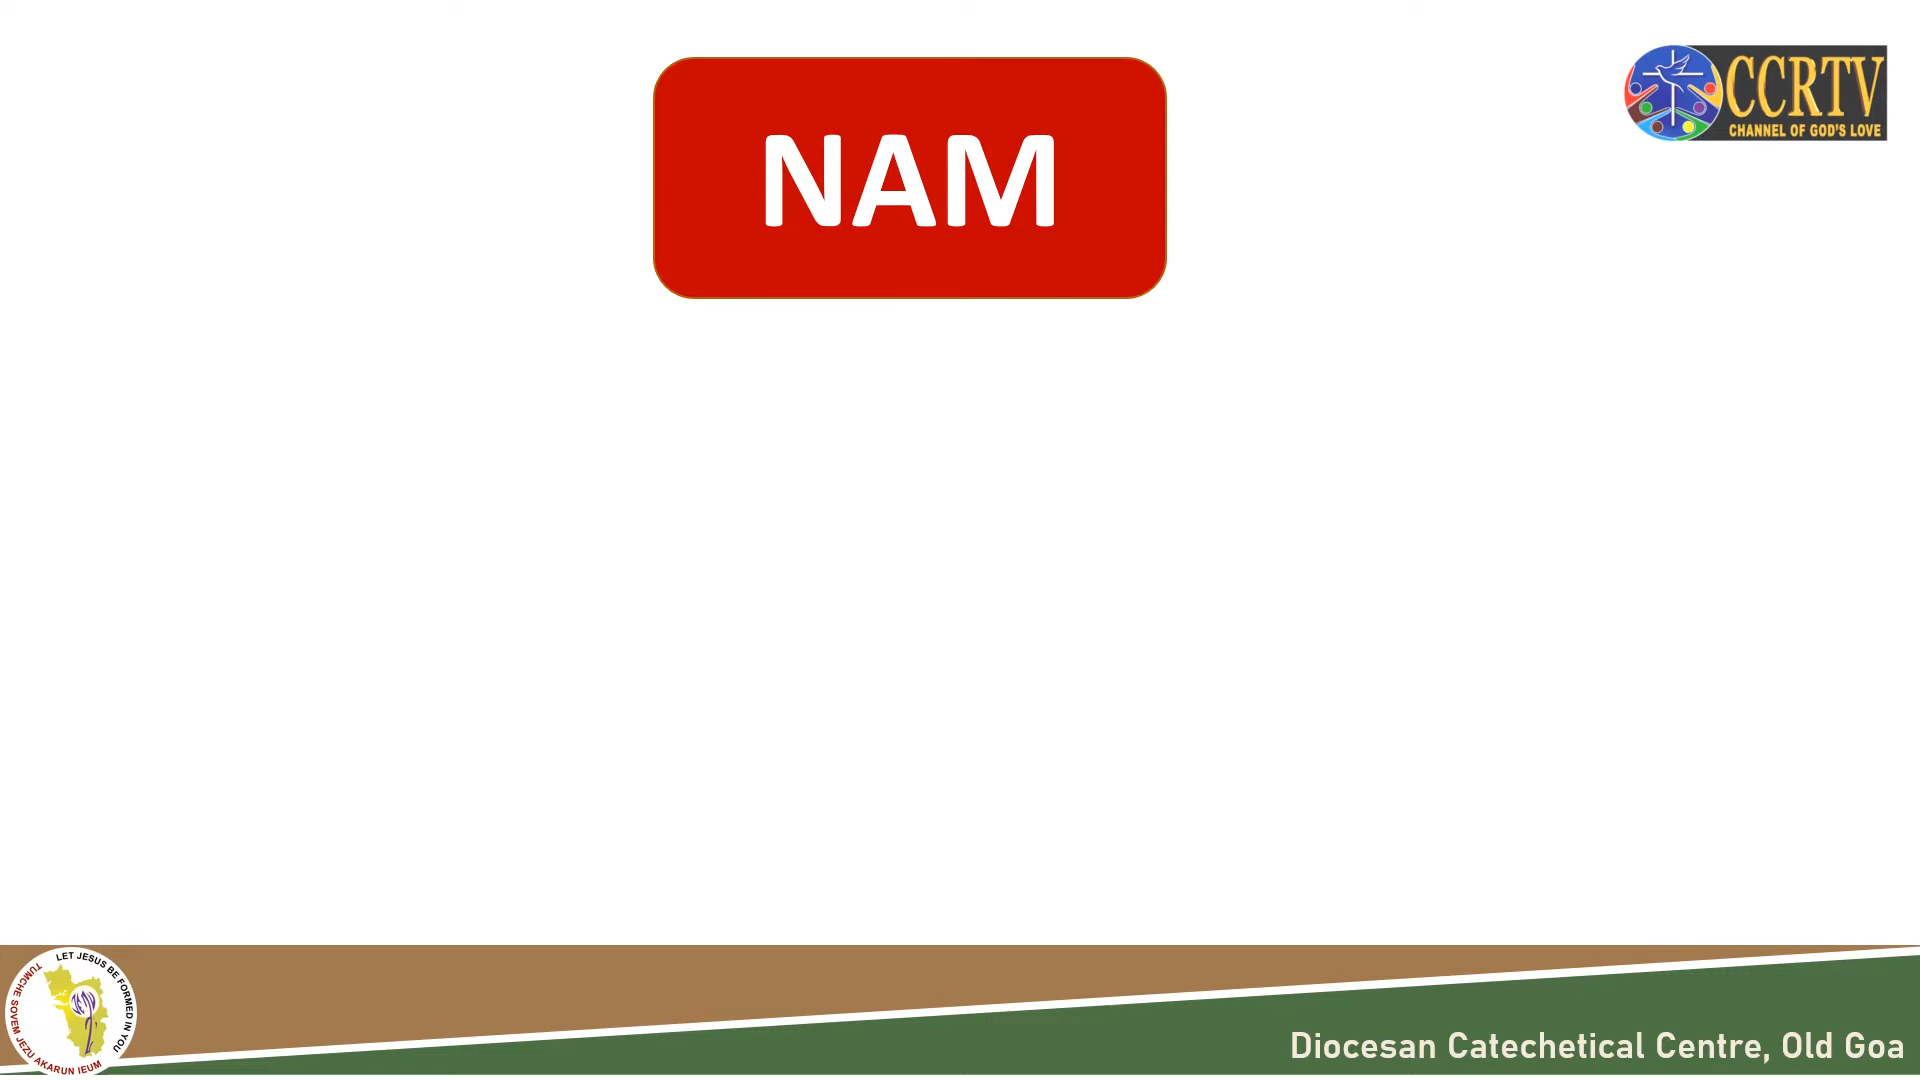 NAM
CCRTV
CHANNEL OF GOD'S LOVE
LET JESUS BE FORMED IN YOU
TUMCHE SOVEM JEZU AKARUN IEUM
Diocesan Catechetical Centre, Old Goa